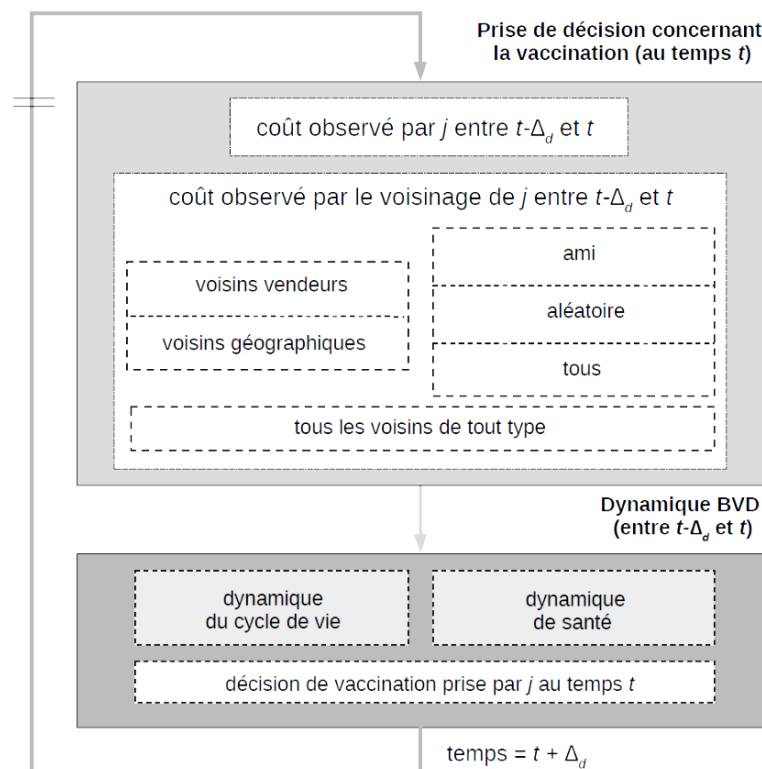 Prise de décision concernant
la vaccination (au temps t)
coût observé par j entre t-Δd et t
coût observé par le voisinage de j entre t-Δd et t
voisins vendeurs
voisins géographiques
ami
aléatoire
tous
tous les voisins de tout type
Dynamique BVD
(entre t-Δd et t)
dynamique
du cycle de vie
dynamique
de santé
décision de vaccination prise par j au temps t
temps = t + Δd